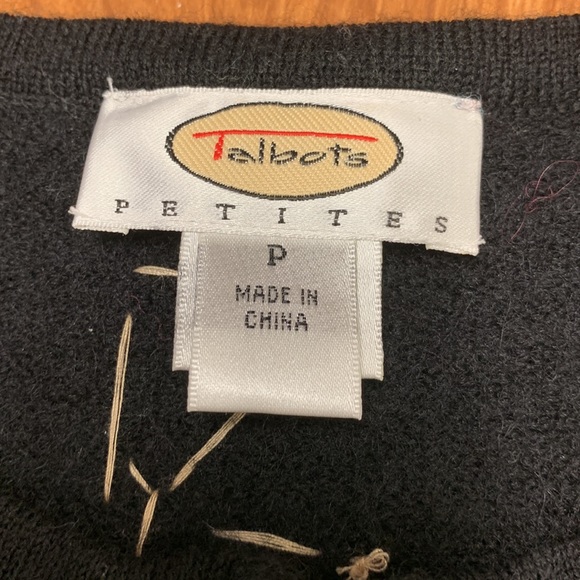 Talbots
PETITES
P
MADE IN
CHINA